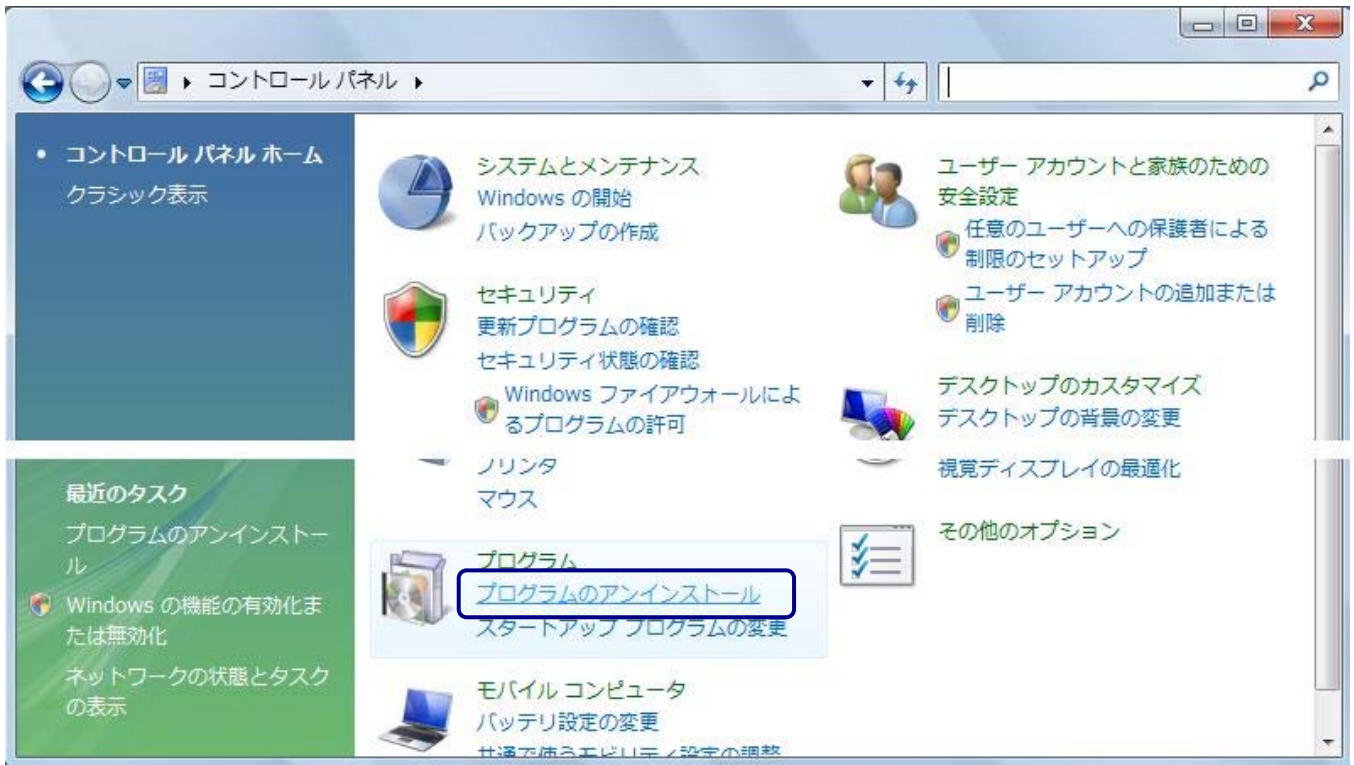 コントロール パネル
コントロール パネル ホーム
クラシック表示
システムとメンテナンス
Windows の開始
バックアップの作成
セキュリティ
更新プログラムの確認
セキュリティ状態の確認
Windows ファイアウォールによ
るプログラムの許可
ユーザー アカウントと家族のための
安全設定
任意のユーザーへの保護者による
制限のセットアップ
ユーザー アカウントの追加または
削除
デスクトップのカスタマイズ
デスクトップの背景の変更
最近のタスク
プログラムのアンインストー
ル
Windows の機能の有効化ま
たは無効化
ネットワークの状態とタスク
の表示
マウス
プログラム
プログラムのアンインストール
スタートアップ プログラムの変更
モバイル コンピュータ
バッテリ設定の変更
共通で使うモビリティ設定の調整
視覚ディスプレイの最適化
その他のオプション